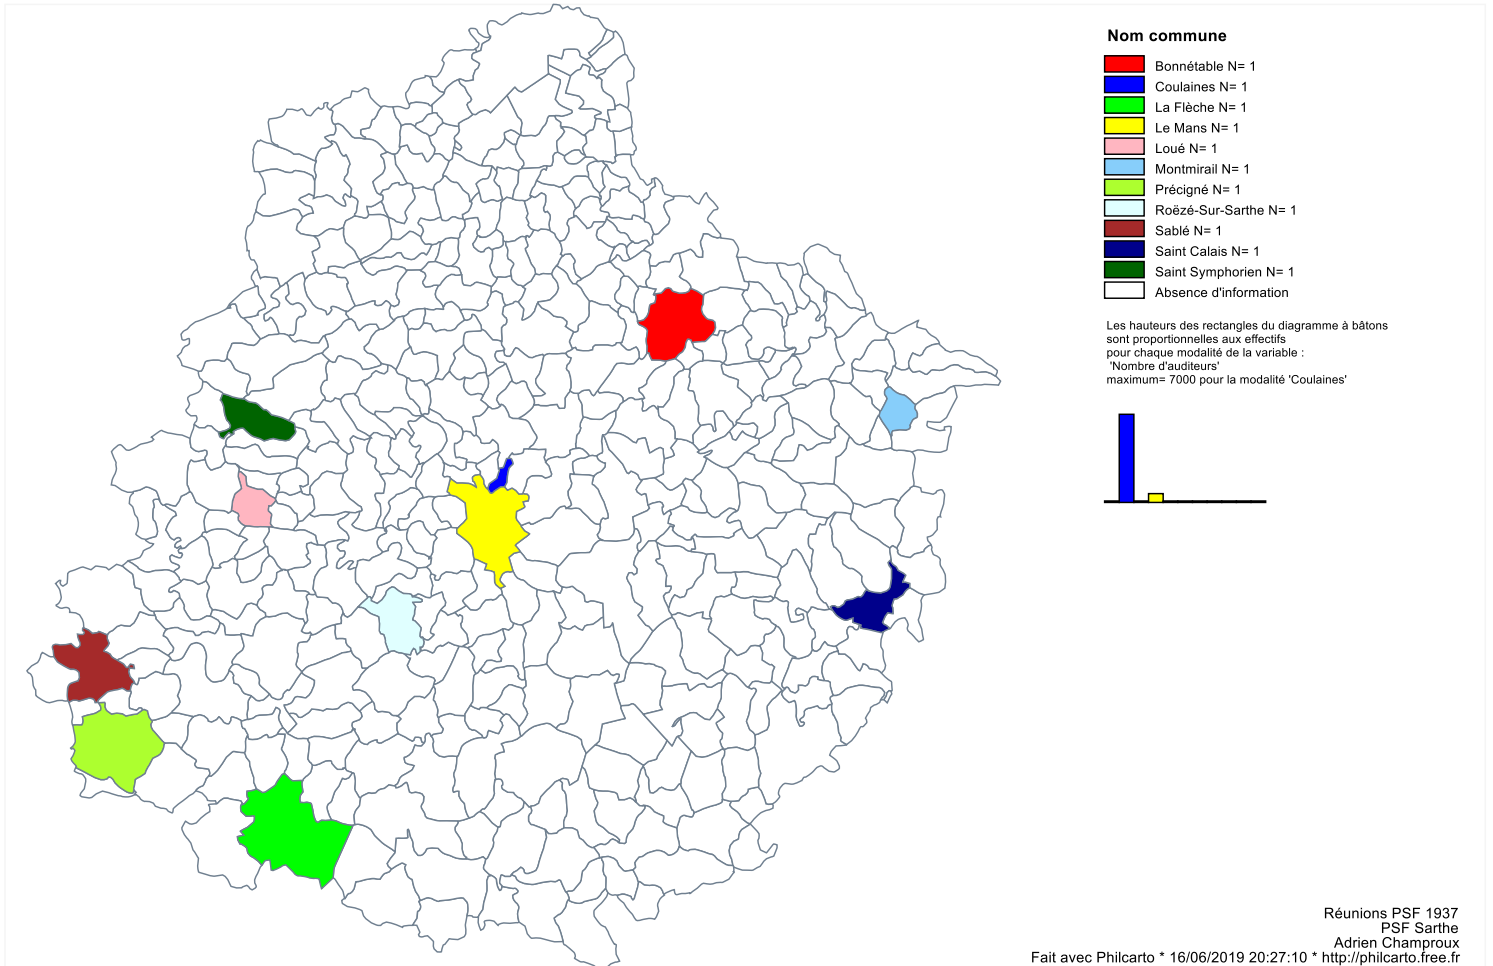 Nom commune
Bonnétable N= 1
Coulaines N= 1
La Flèche N= 1
Le Mans N= 1
Loué N= 1
Montmirail N= 1
Précigné N= 1
Roëzé-Sur-Sarthe N= 1
Sablé N= 1
Saint Calais N= 1
Saint Symphorien N= 1
Absence d'information
Les hauteurs des rectangles du diagramme à bâtons
sont proportionnelles aux effectifs
pour chaque modalité de la variable :
'Nombre d'auditeurs'
maximum= 7000 pour la modalité 'Coulaines'
Réunions PSF 1937
PSF Sarthe
Adrien Champroux
Fait avec Philcarto * 16/06/2019 20:27:10 * http://philcarto.free.fr